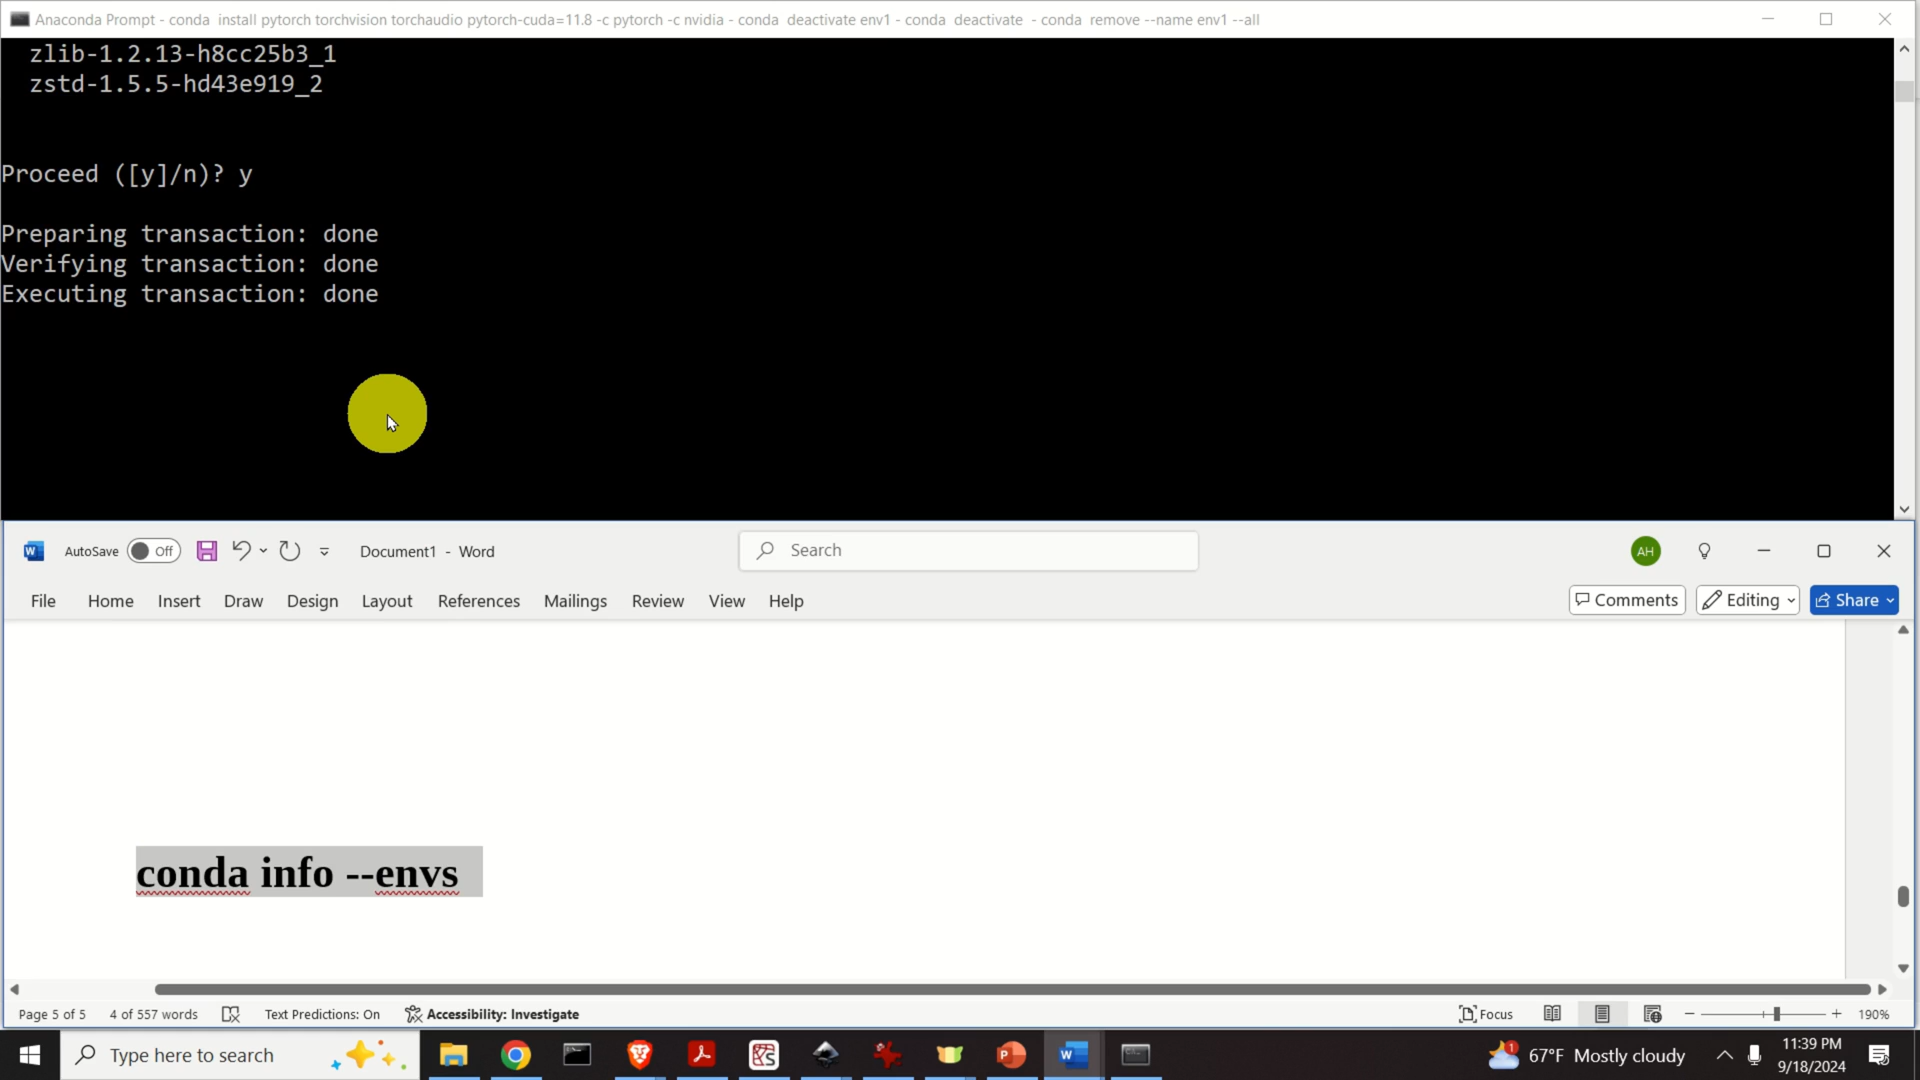 Anaconda Prompt - conda  install pytorch torchvision torchaudio pytorch-cuda=11.8 -c pytorch -c nvidia - conda  deactivate env1 - conda  deactivate  - conda  remove --name env1 --all
zlib-1.2.13-h8cc25b3_1
zstd-1.5.5-hd43e919_2
Proceed ([y]/n)? y
Preparing transaction: done
Verifying transaction: done
Executing transaction: done
AutoSave Off Document1 - Word Search AH
File Home Insert Draw Design Layout References Mailings Review View Help Comments Editing Share
conda info --envs
Page 5 of 5 4 of 557 words Text Predictions: On Accessibility: Investigate Focus 190%
Type here to search 1 67°F Mostly cloudy 11:39 PM
9/18/2024